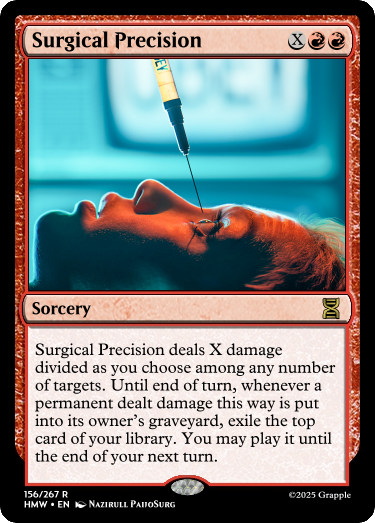 Surgical Precision X
Sorcery
Surgical Precision deals X damage
divided as you choose among any number
of targets. Until end of turn, whenever a
permanent dealt damage this way is put
into its owner's graveyard, exile the top
card of your library. You may play it until
the end of your next turn.
156/267 R
HMW • EN Nazirull PaijoSurg
©2025 Grapple